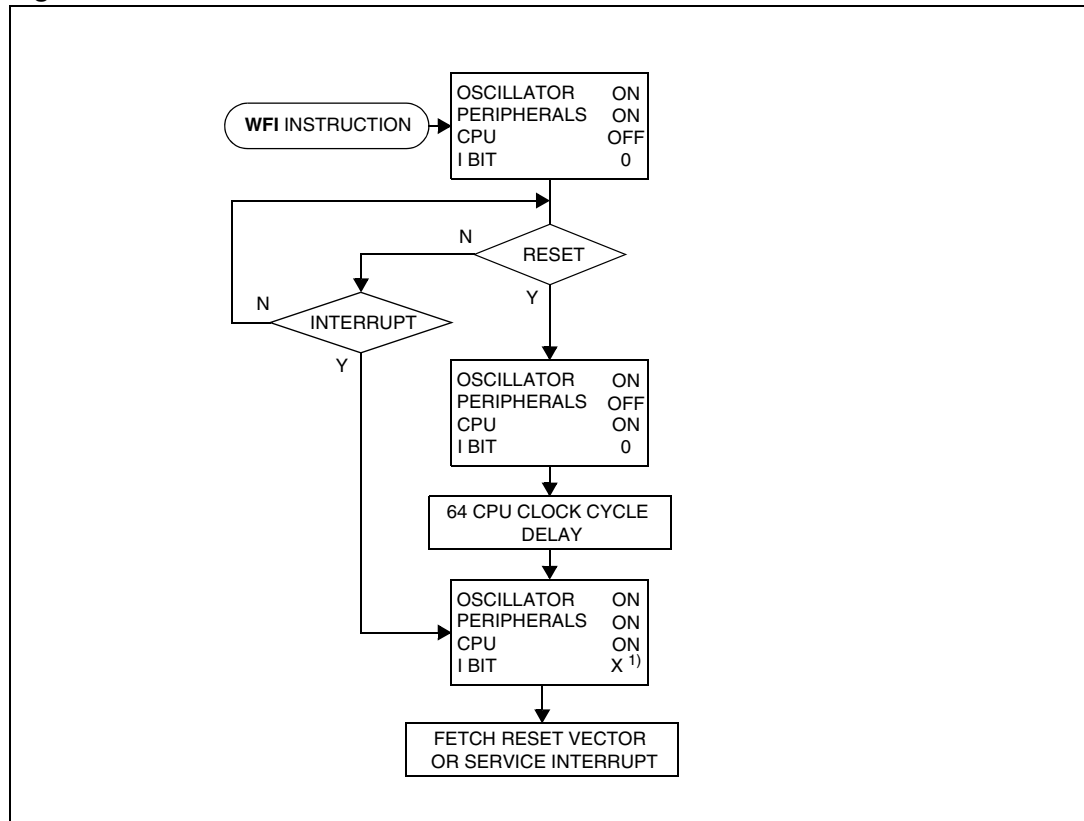 WFI INSTRUCTION
OSCILLATOR ON
PERIPHERALS ON
CPU OFF
I BIT 0
RESET
N
Y
INTERRUPT
N
Y
OSCILLATOR ON
PERIPHERALS OFF
CPU ON
I BIT 0
64 CPU CLOCK CYCLE
DELAY
OSCILLATOR ON
PERIPHERALS ON
CPU ON
I BIT X 1)
FETCH RESET VECTOR
OR SERVICE INTERRUPT